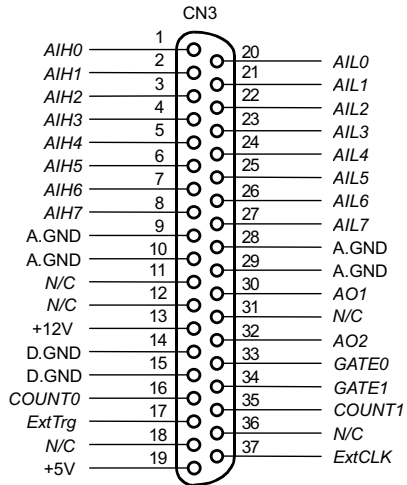 CN3
AIH0 1
AIH1 2
AIH2 3
AIH3 4
AIH4 5
AIH5 6
AIH6 7
AIH7 8
A.GND 9
A.GND 10
N/C 11
N/C 12
+12V 13
D.GND 14
D.GND 15
COUNT0 16
ExtTrg 17
N/C 18
+5V 19
20 AIL0
21 AIL1
22 AIL2
23 AIL3
24 AIL4
25 AIL5
26 AIL6
27 AIL7
28 A.GND
29 A.GND
30 AO1
31 N/C
32 AO2
33 GATE0
34 GATE1
35 COUNT1
36 N/C
37 ExtCLK